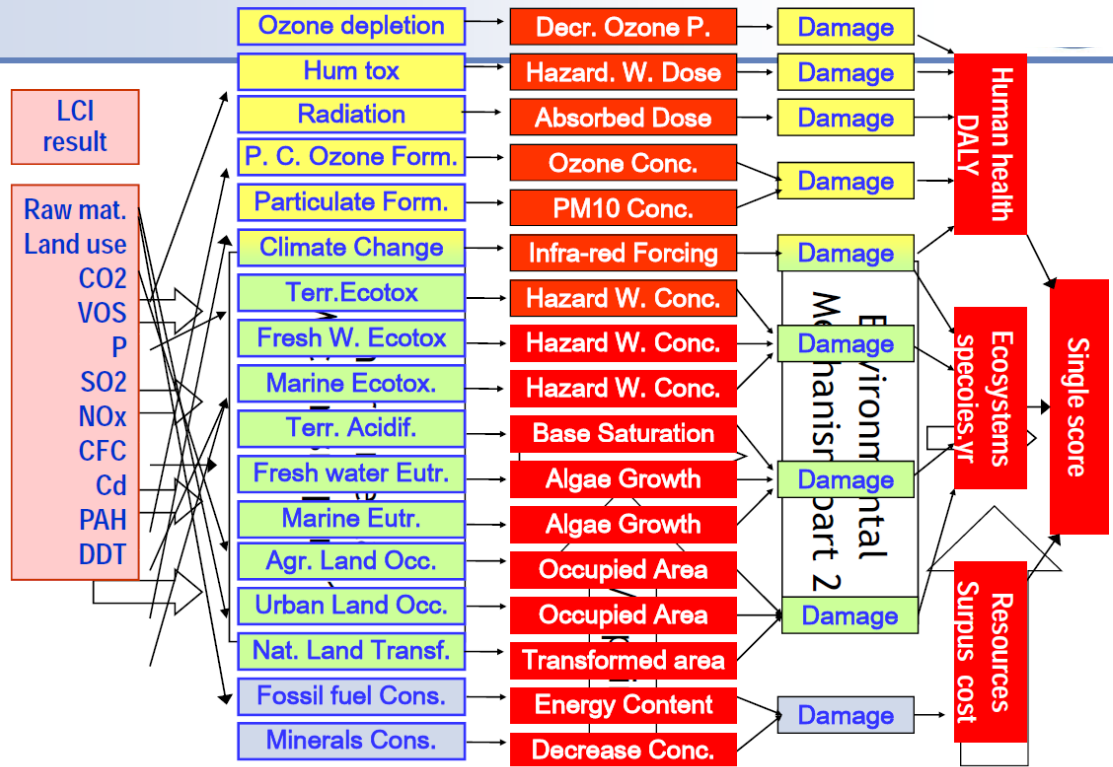 LCI
result
Raw mat.
Land use
CO2
VOS
P
SO2
NOx
CFC
Cd
PAH
DDT
Ozone depletion
Hum tox
Radiation
P. C. Ozone Form.
Particulate Form.
Climate Change
Terr.Ecotox
Fresh W. Ecotox
Marine Ecotox.
Terr. Acidif.
Fresh water Eutr.
Marine Eutr.
Agr. Land Occ.
Urban Land Occ.
Nat. Land Transf.
Fossil fuel Cons.
Minerals Cons.
Decr. Ozone P.
Hazard. W. Dose
Absorbed Dose
Ozone Conc.
PM10 Conc.
Infra-red Forcing
Hazard W. Conc.
Hazard W. Conc.
Hazard W. Conc.
Base Saturation
Algae Growth
Algae Growth
Occupied Area
Occupied Area
Transformed area
Energy Content
Decrease Conc.
Damage
Damage
Damage
Damage
Damage
Damage
Damage
Damage
Damage
Environmental
Mechanism part 2
Human health
DALY
Ecosystems
specoies.yr
Resources
Surpus cost
Single score